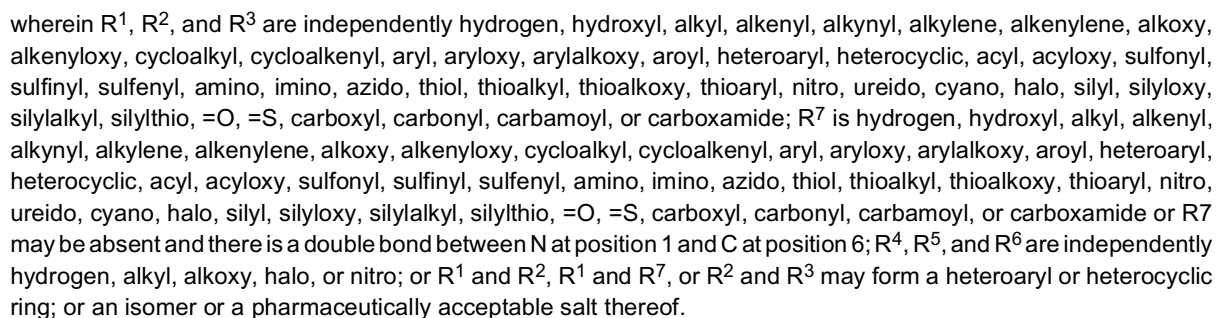 wherein R¹, R², and R³ are independently hydrogen, hydroxyl, alkyl, alkenyl, alkynyl, alkylene, alkenylene, alkoxy,
alkenyloxy, cycloalkyl, cycloalkenyl, aryl, aryloxy, arylalkoxy, aroyl, heteroaryl, heterocyclic, acyl, acyloxy, sulfonyl,
sulfinyl, sulfenyl, amino, imino, azido, thiol, thioalkyl, thioalkoxy, thioaryl, nitro, ureido, cyano, halo, silyl, silyloxy,
silylalkyl, silylthio, =O, =S, carboxyl, carbonyl, carbamoyl, or carboxamide; R⁷ is hydrogen, hydroxyl, alkyl, alkenyl,
alkynyl, alkylene, alkenylene, alkoxy, alkenyloxy, cycloalkyl, cycloalkenyl, aryl, aryloxy, arylalkoxy, aroyl, heteroaryl,
heterocyclic, acyl, acyloxy, sulfonyl, sulfinyl, sulfenyl, amino, imino, azido, thiol, thioalkyl, thioalkoxy, thioaryl, nitro,
ureido, cyano, halo, silyl, silyloxy, silylalkyl, silylthio, =O, =S, carboxyl, carbonyl, carbamoyl, or carboxamide or R7
may be absent and there is a double bond between N at position 1 and C at position 6; R⁴, R⁵, and R⁶ are independently
hydrogen, alkyl, alkoxy, halo, or nitro; or R¹ and R², R¹ and R⁷, or R² and R³ may form a heteroaryl or heterocyclic
ring; or an isomer or a pharmaceutically acceptable salt thereof.